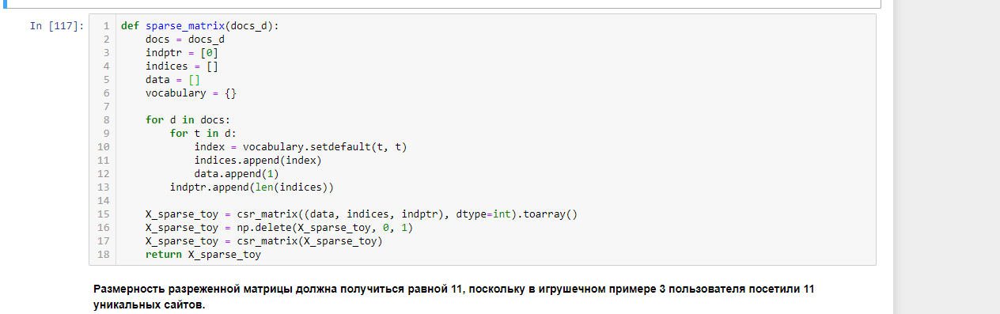 In [117]:
1 def sparse_matrix(docs_d):
2     docs = docs_d
3     indptr = [0]
4     indices = []
5     data = []
6     vocabulary = {}
7
8     for d in docs:
9         for t in d:
10             index = vocabulary.setdefault(t, t)
11             indices.append(index)
12             data.append(1)
13         indptr.append(len(indices))
14
15     X_sparse_toy = csr_matrix((data, indices, indptr), dtype=int).toarray()
16     X_sparse_toy = np.delete(X_sparse_toy, 0, 1)
17     X_sparse_toy = csr_matrix(X_sparse_toy)
18     return X_sparse_toy
Размерность разреженной матрицы должна получиться равной 11, поскольку в игрушечном примере 3 пользователя посетили 11
уникальных сайтов.